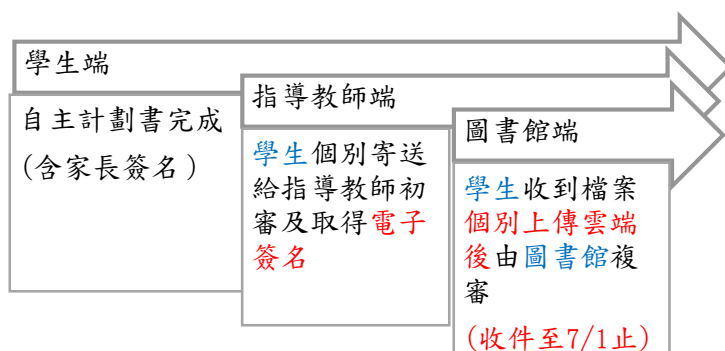 學生端
自主計劃書完成
(含家長簽名)
指導教師端
學生個別寄送
給指導教師初
審及取得電子
簽名
圖書館端
學生收到檔案
個別上傳雲端
後由圖書館複
審
(收件至7/1止)